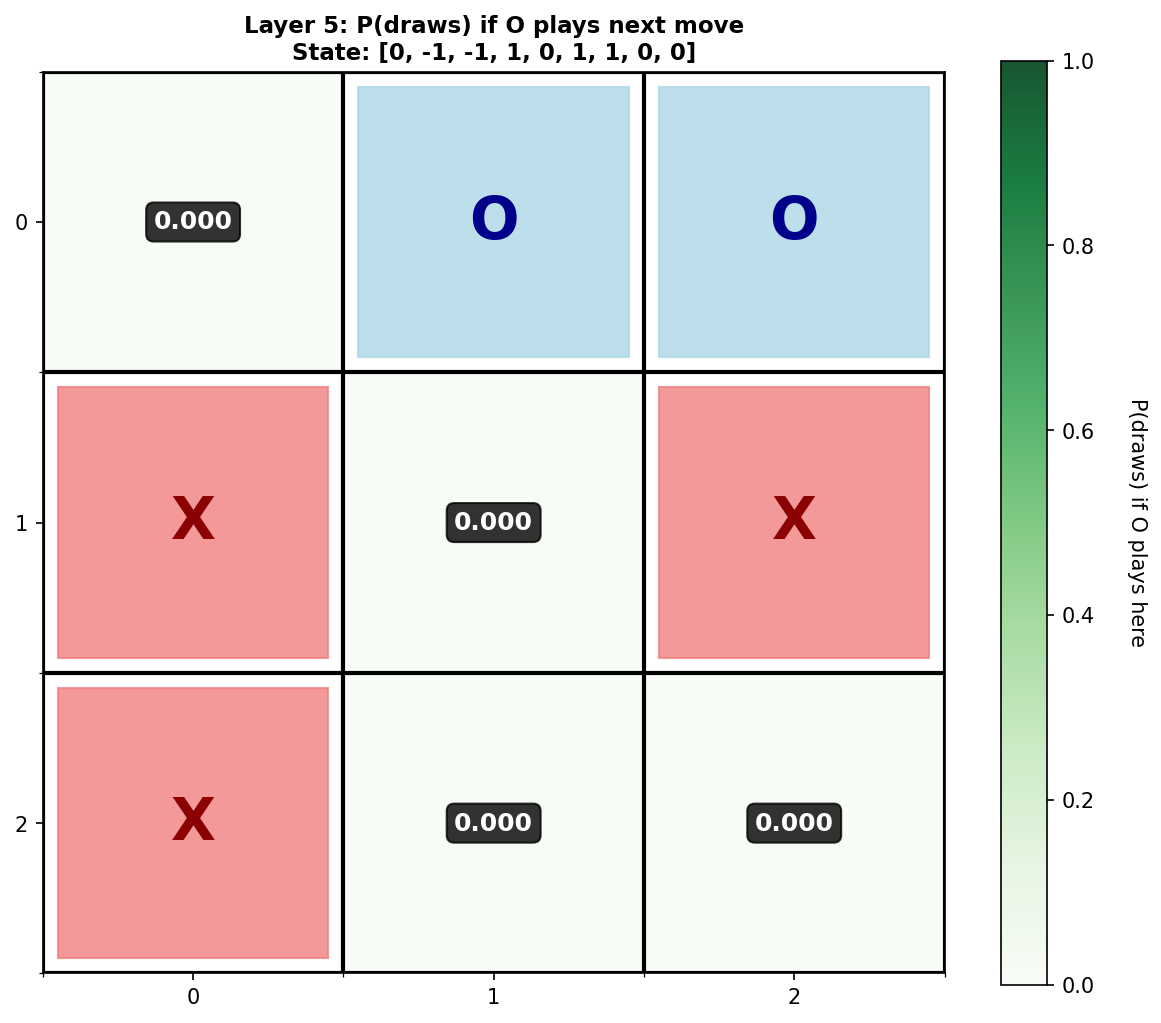 Layer 5: P(draws) if O plays next move
State: [0, -1, -1, 1, 0, 1, 1, 0, 0]
0
0.000
O
O
1
X
0.000
X
2
X
0.000
0.000
0
1
2
1.0
0.8
0.6
0.4
0.2
0.0
P(draws) if O plays here